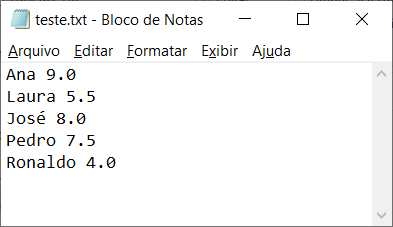 teste.txt - Bloco de Notas
Arquivo Editar Formatar Exibir Ajuda
Ana 9.0
Laura 5.5
José 8.0
Pedro 7.5
Ronaldo 4.0